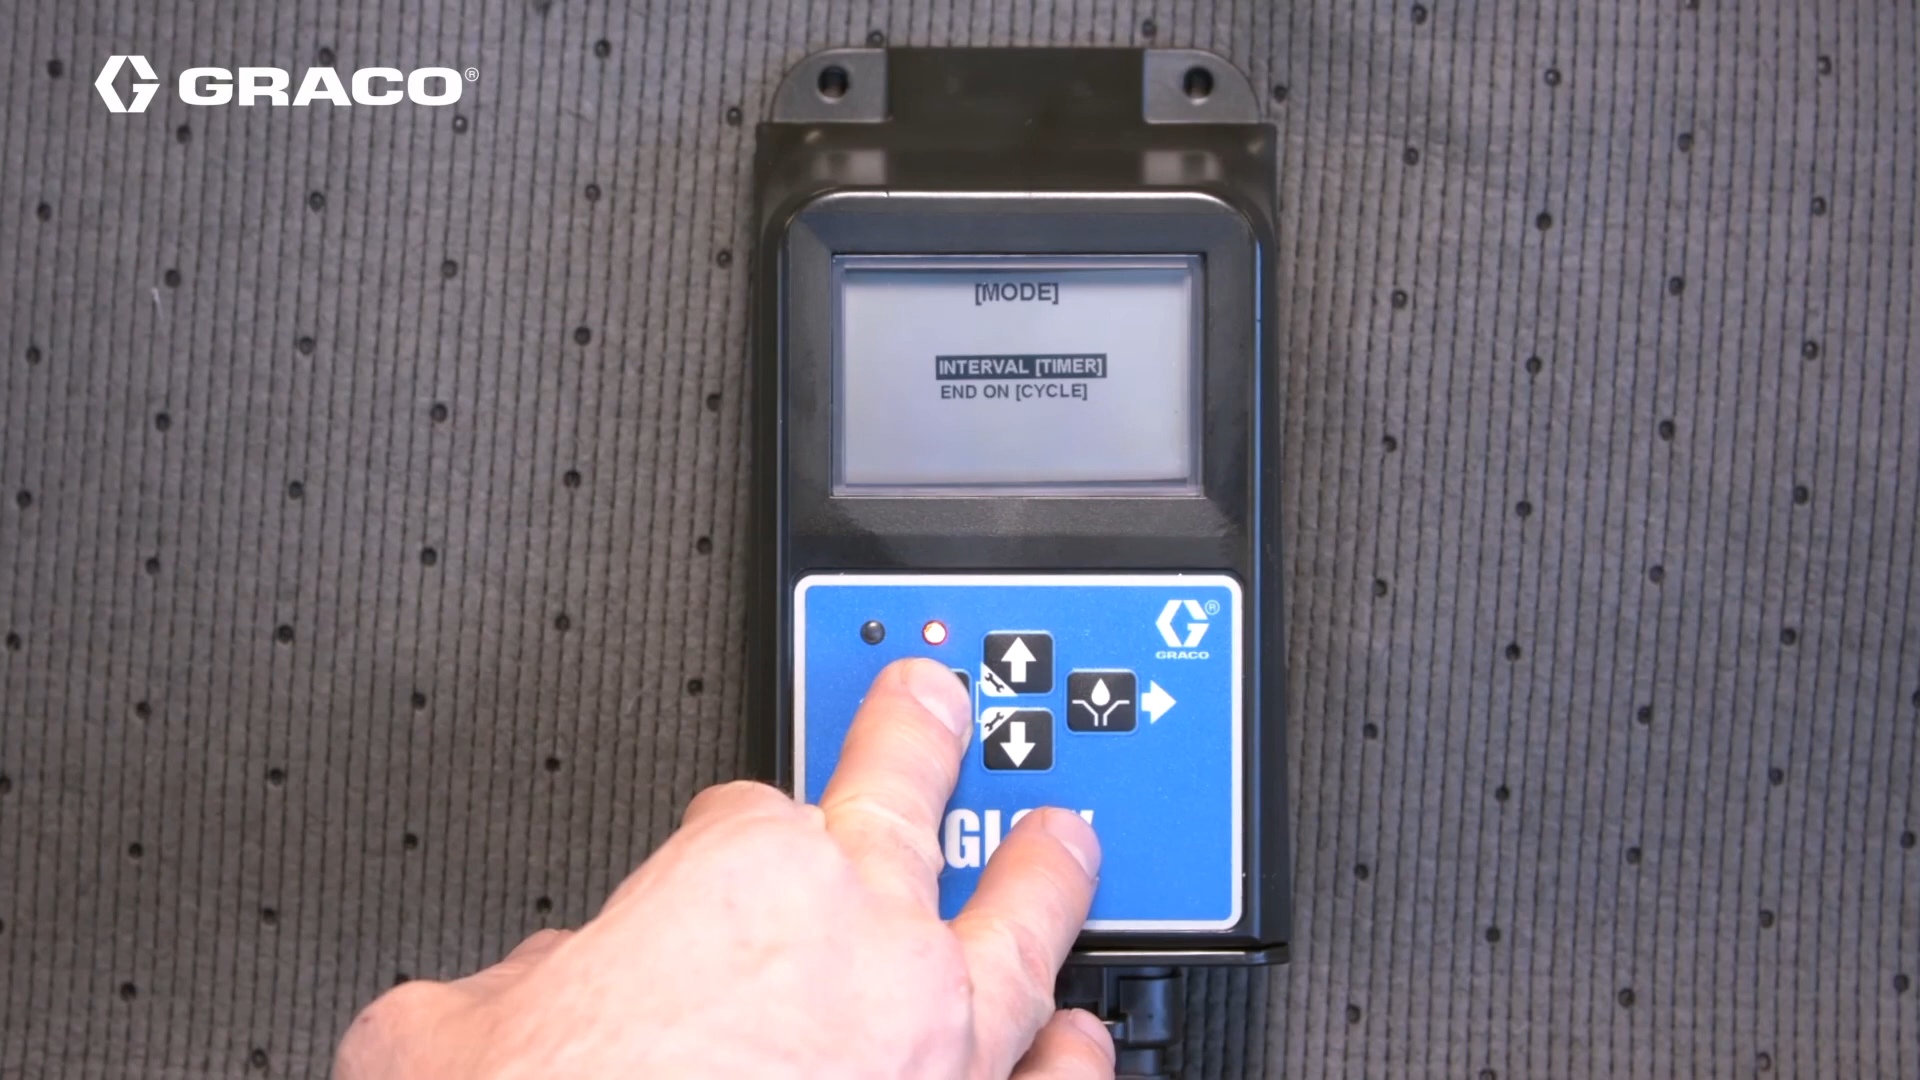 GRACO®
[MODE]
INTERVAL [TIMER]
END ON [CYCLE]
®
GRACO